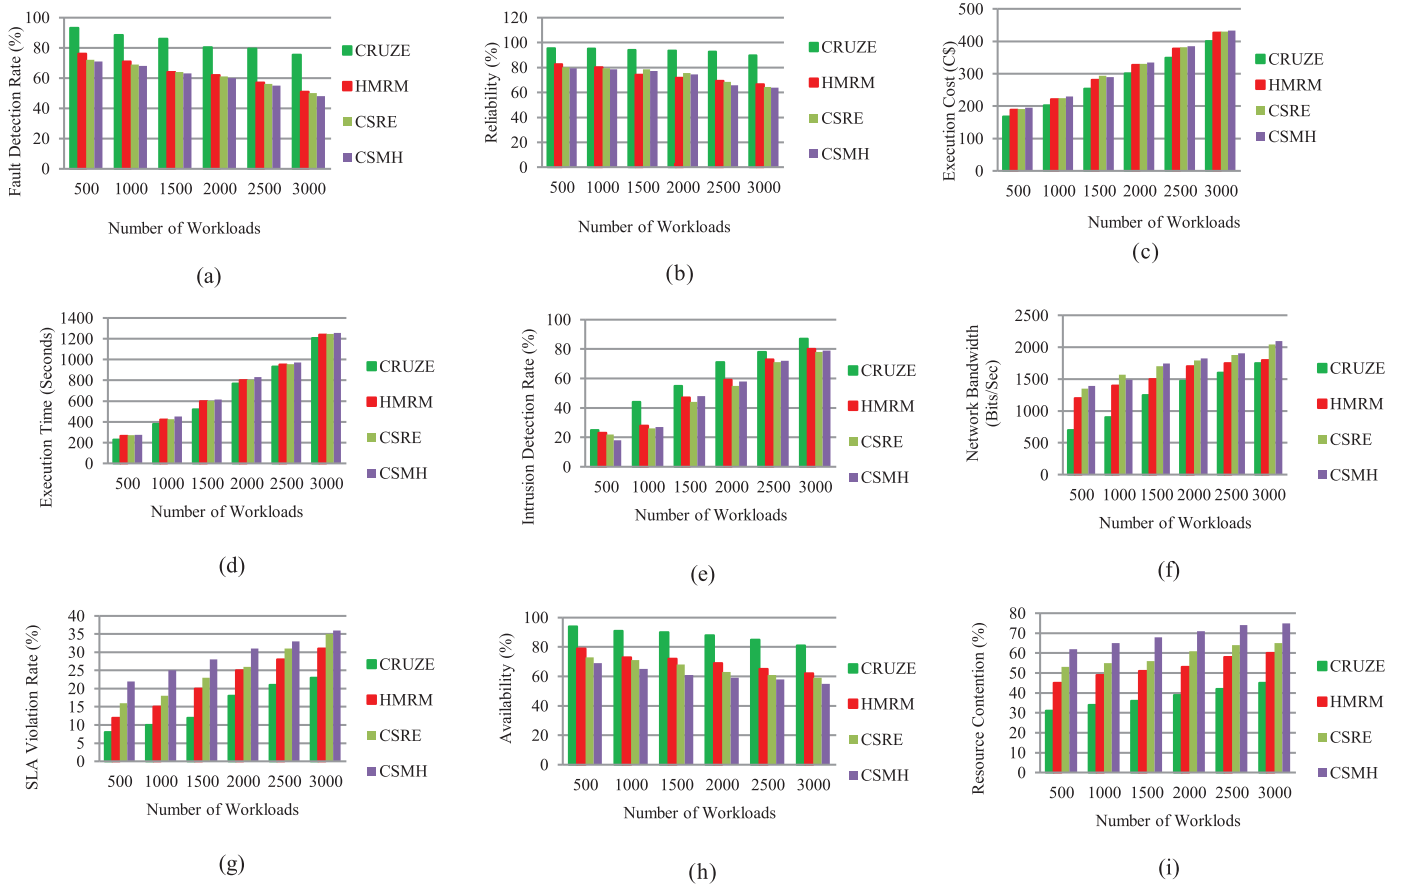 Fault Detection Rate (%)
100
80
60
40
20
0
500 1000 1500 2000 2500 3000
Number of Workloads
CRUZE
HMRM
CSRE
CSMH
(a)
Reliability (%)
120
100
80
60
40
20
0
500 1000 1500 2000 2500 3000
Number of Workloads
CRUZE
HMRM
CSRE
CSMH
(b)
Execution Cost (C$)
500
400
300
200
100
0
500 1000 1500 2000 2500 3000
Number of Workloads
CRUZE
HMRM
CSRE
CSMH
(c)
Execution Time (Seconds)
1400
1200
1000
800
600
400
200
0
500 1000 1500 2000 2500 3000
Number of Workloads
CRUZE
HMRM
CSRE
CSMH
(d)
Intrusion Detection Rate (%)
100
80
60
40
20
0
500 1000 1500 2000 2500 3000
Number of Workloads
CRUZE
HMRM
CSRE
CSMH
(e)
Network Bandwidth
(Bits/Sec)
2500
2000
1500
1000
500
0
500 1000 1500 2000 2500 3000
Number of Workloads
CRUZE
HMRM
CSRE
CSMH
(f)
SLA Violation Rate (%)
40
35
30
25
20
15
10
5
0
500 1000 1500 2000 2500 3000
Number of Workloads
CRUZE
HMRM
CSRE
CSMH
(g)
Availability (%)
100
80
60
40
20
0
500 1000 1500 2000 2500 3000
Number of Workloads
CRUZE
HMRM
CSRE
CSMH
(h)
Resource Contention (%)
80
70
60
50
40
30
20
10
0
500 1000 1500 2000 2500 3000
Number of Workloads
CRUZE
HMRM
CSRE
CSMH
(i)